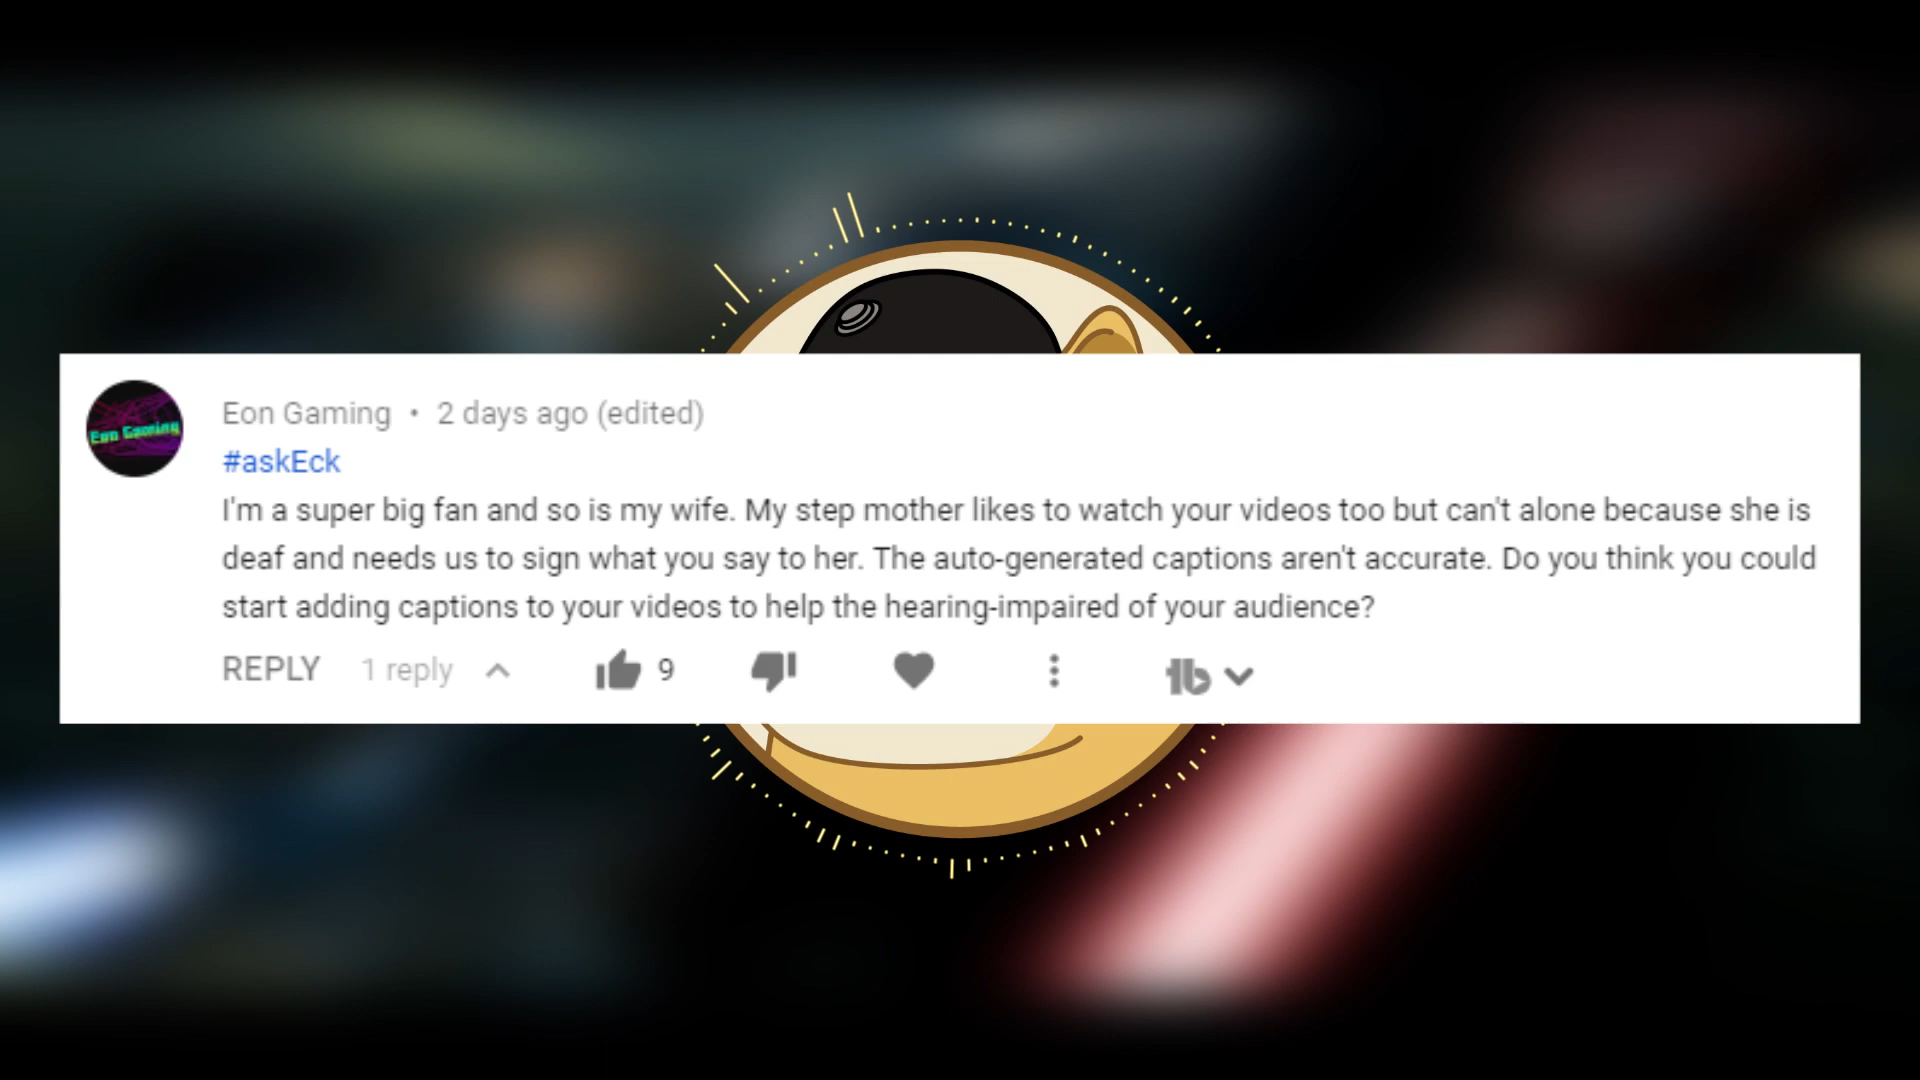 Eon Gaming
Eon Gaming • 2 days ago (edited)
#askEck
I'm a super big fan and so is my wife. My step mother likes to watch your videos too but can't alone because she is
deaf and needs us to sign what you say to her. The auto-generated captions aren't accurate. Do you think you could
start adding captions to your videos to help the hearing-impaired of your audience?
REPLY 1 reply 9